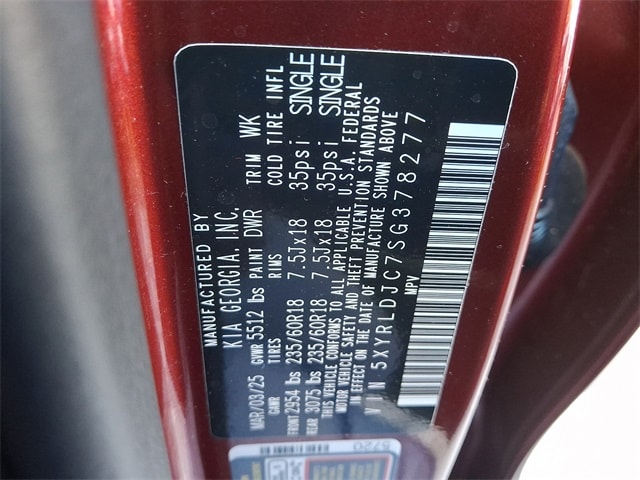 MANUFACTURED BY
KIA GEORGIA, INC.
MAR/03/25 GVWR 5512 lbs PAINT DWR TRIM WK
GAWR TIRES RIMS COLD TIRE INFL
FRONT 2954 lbs 235/60R18 7.5Jx18 35psi SINGLE
REAR 3075 lbs 235/60R18 7.5Jx18 35psi SINGLE
THIS VEHICLE CONFORMS TO ALL APPLICABLE U.S.A. FEDERAL
MOTOR VEHICLE SAFETY AND THEFT PREVENTION STANDARDS
IN EFFECT ON THE DATE OF MANUFACTURE SHOWN ABOVE
VIN 5XYRLDJC7SG378277
MPV
5720